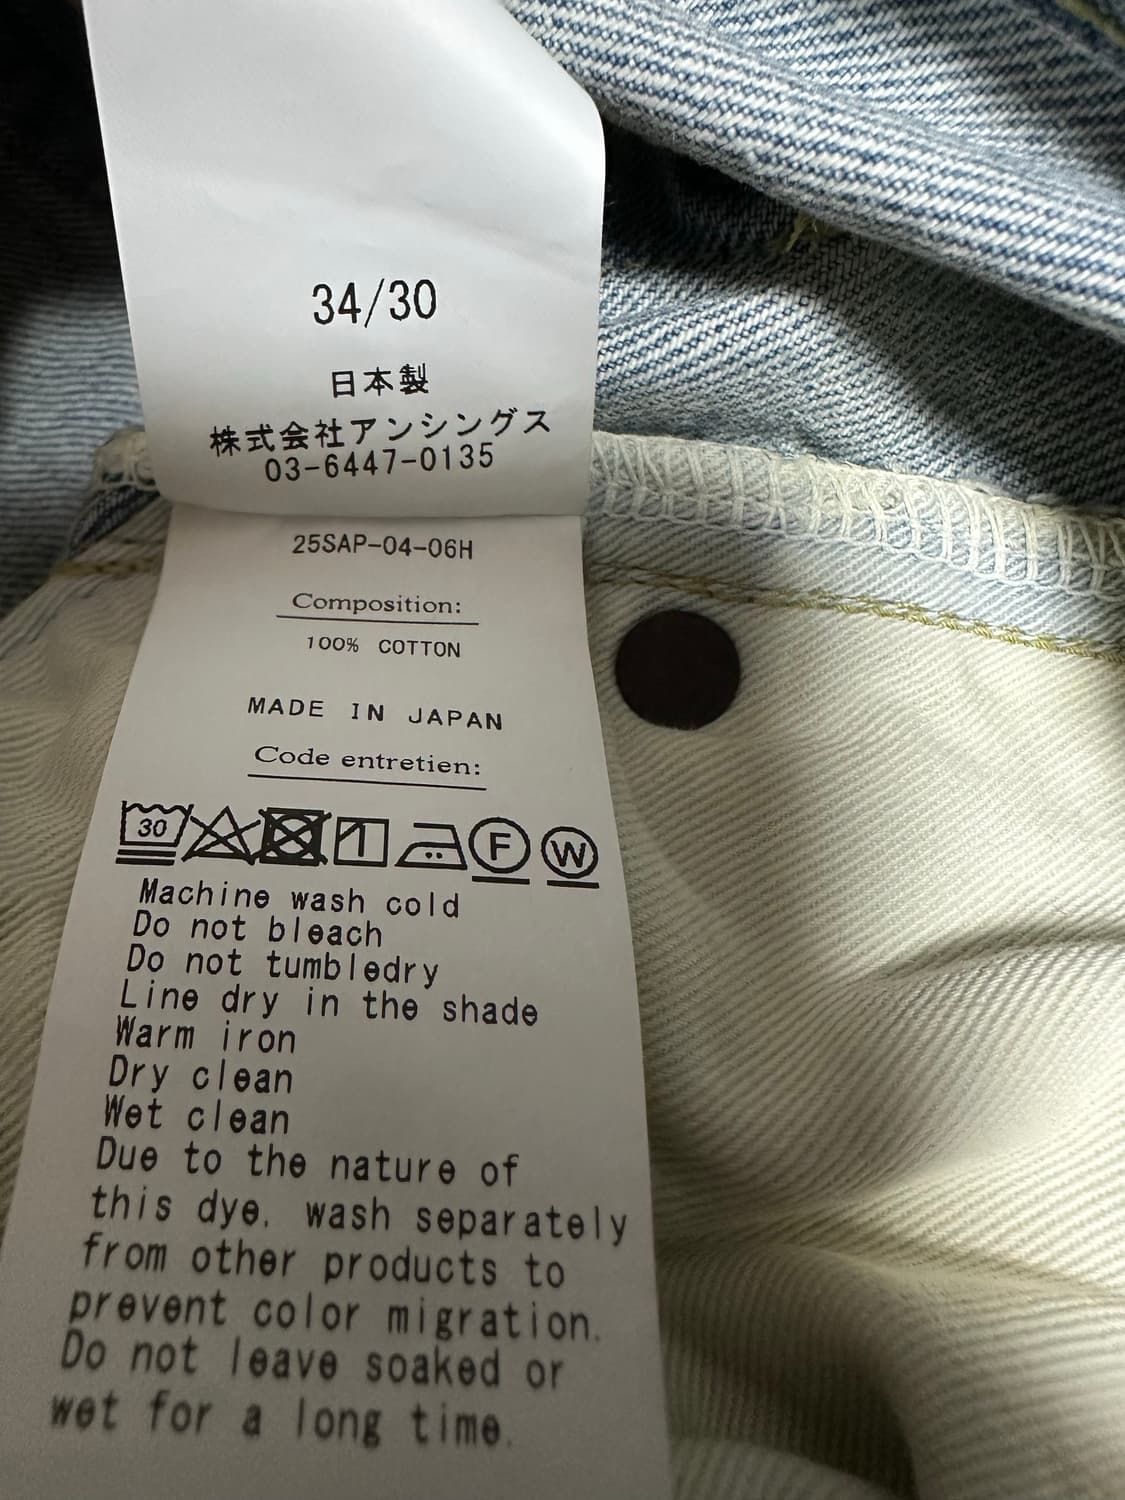 34/30
日本製
株式会社アンシングス
03-6447-0135
25SAP-04-06H
Composition:
100% COTTON
MADE IN JAPAN
Code entretien:
30 F W
Machine wash cold
Do not bleach
Do not tumbledry
Line dry in the shade
Warm iron
Dry clean
Wet clean
Due to the nature of
this dye. wash separately
from other products to
prevent color migration.
Do not leave soaked or
wet for a long time.